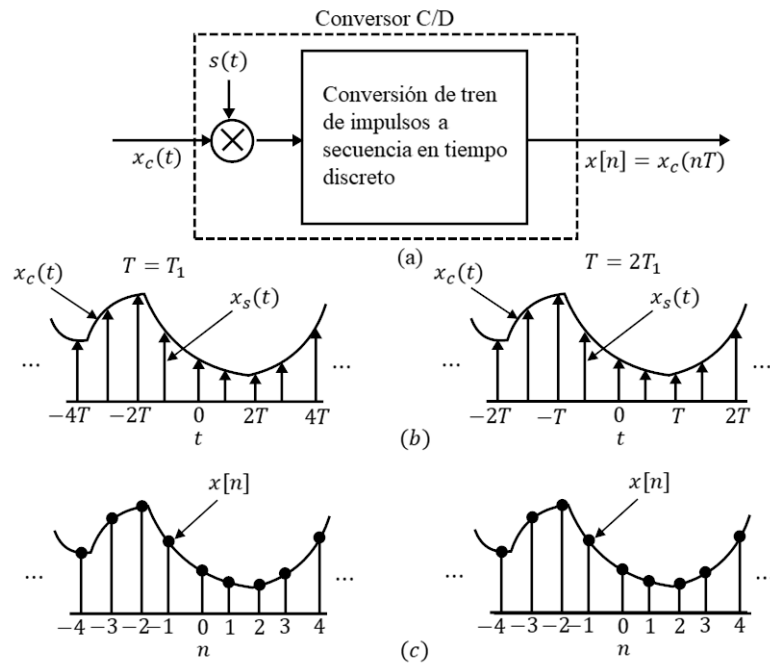 Conversor C/D
s(t)
Conversión de tren
de impulsos a
secuencia en tiempo
discreto
x_c(t)
x[n] = x_c(nT)
(a)
x_c(t)
T = T_1
x_s(t)
...
...
−4T −2T 0 2T 4T
t
x_c(t)
T = 2T_1
x_s(t)
...
...
−2T −T 0 T 2T
t
(b)
x[n]
...
...
−4 −3 −2 −1 0 1 2 3 4
n
x[n]
...
..
−4 −3 −2 −1 0 1 2 3 4
n
(c)